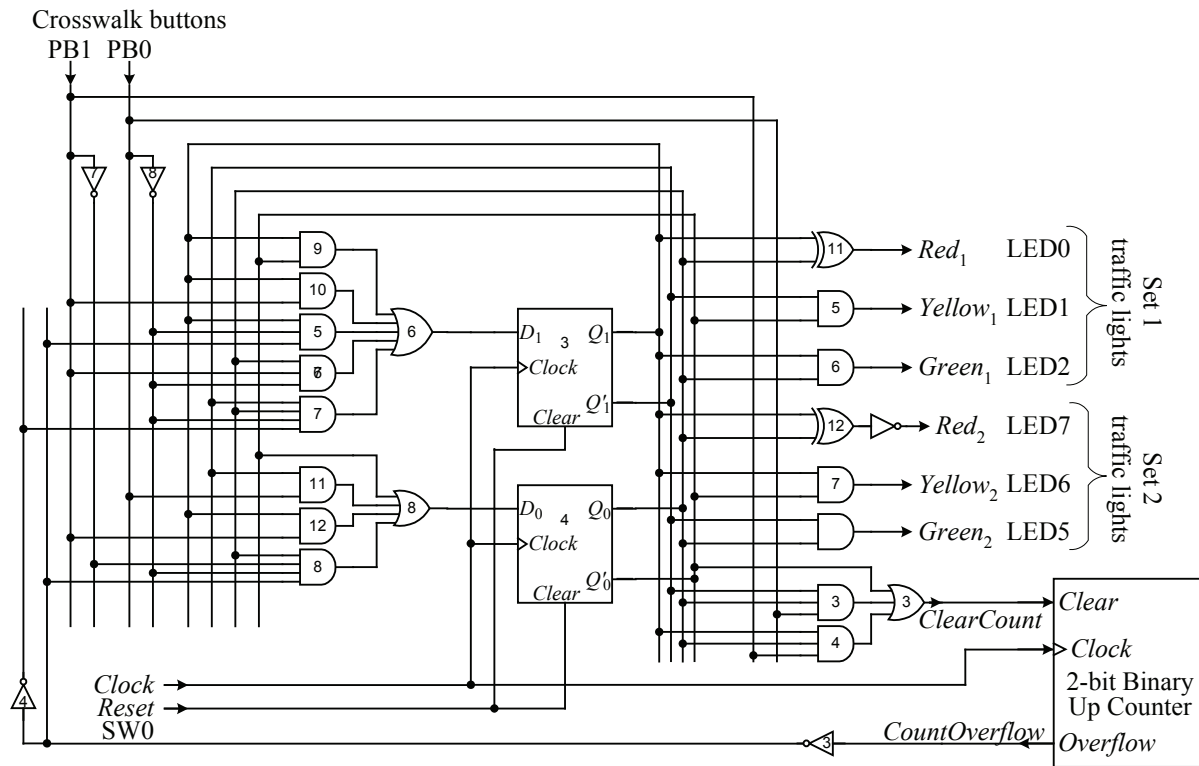 Crosswalk buttons
PB1 PB0
7 8
9
10
5
6
7
6
11
12
8
8
D1 3 Q1
Clock
Q'1
Clear
D0 4 Q0
Clock
Q'0
Clear
11 Red1 LED0
5 Yellow1 LED1
6 Green1 LED2
Set 1
traffic lights
12 Red2 LED7
7 Yellow2 LED6
Green2 LED5
Set 2
traffic lights
3
4
3
ClearCount
Clear
Clock
2-bit Binary
Up Counter
Overflow
Clock
Reset
SW0
4
3
CountOverflow